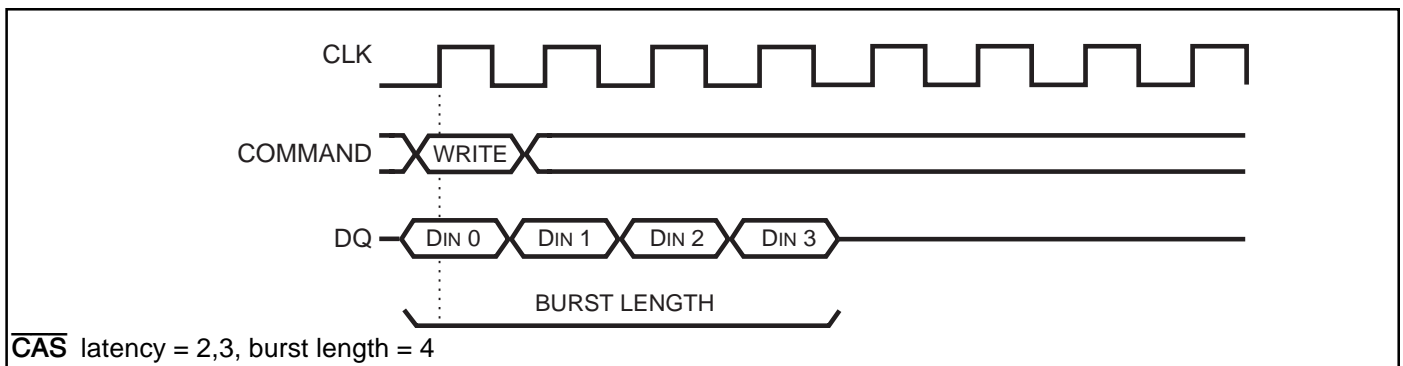 CLK
COMMAND WRITE
DQ DIN 0 DIN 1 DIN 2 DIN 3
BURST LENGTH
CAS latency = 2,3, burst length = 4